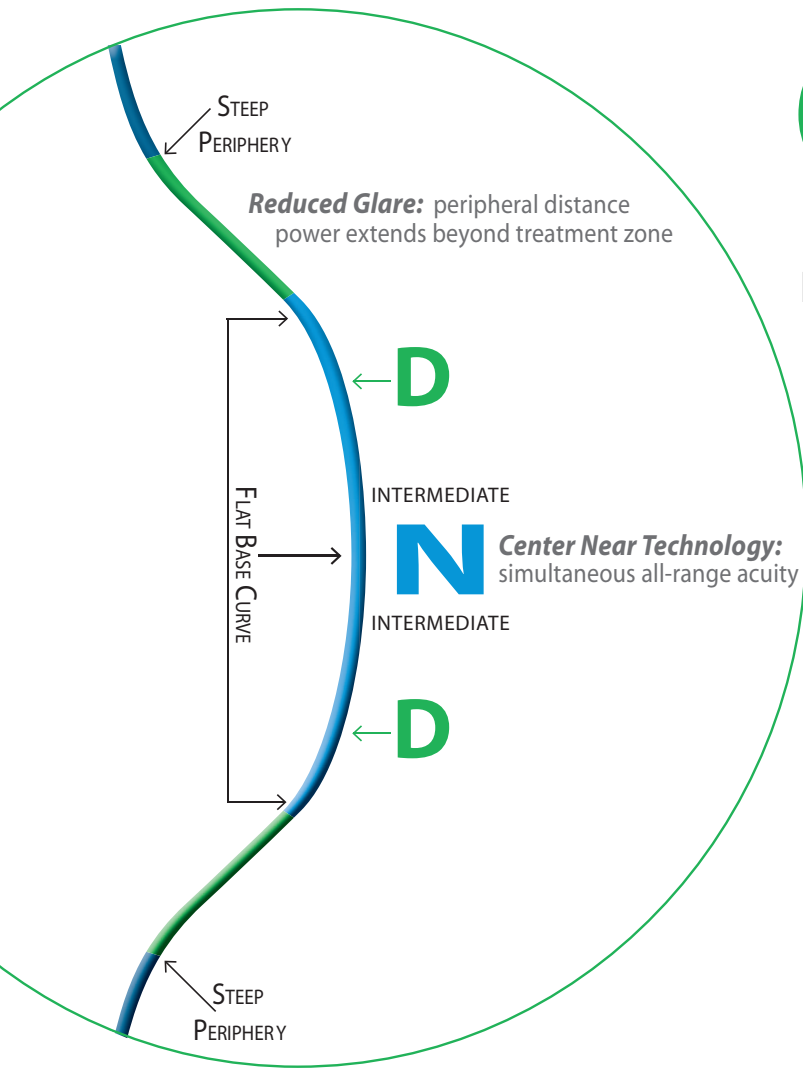 Steep
Periphery
Reduced Glare: peripheral distance
power extends beyond treatment zone
D
INTERMEDIATE
Flat Base Curve
N
Center Near Technology:
simultaneous all-range acuity
INTERMEDIATE
D
Steep
Periphery